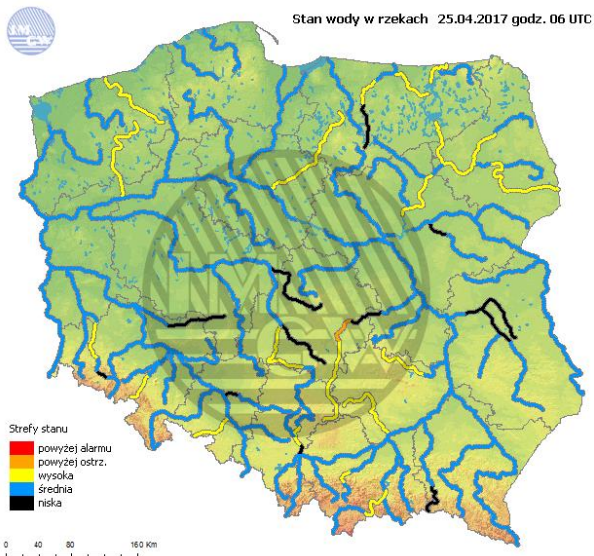 Stan wody w rzekach 25.04.2017 godz. 06 UTC
IMGW
Strefy stanu
powyżej alarmu
powyżej ostrz.
wysoka
średnia
niska
0 40 80 160 Km